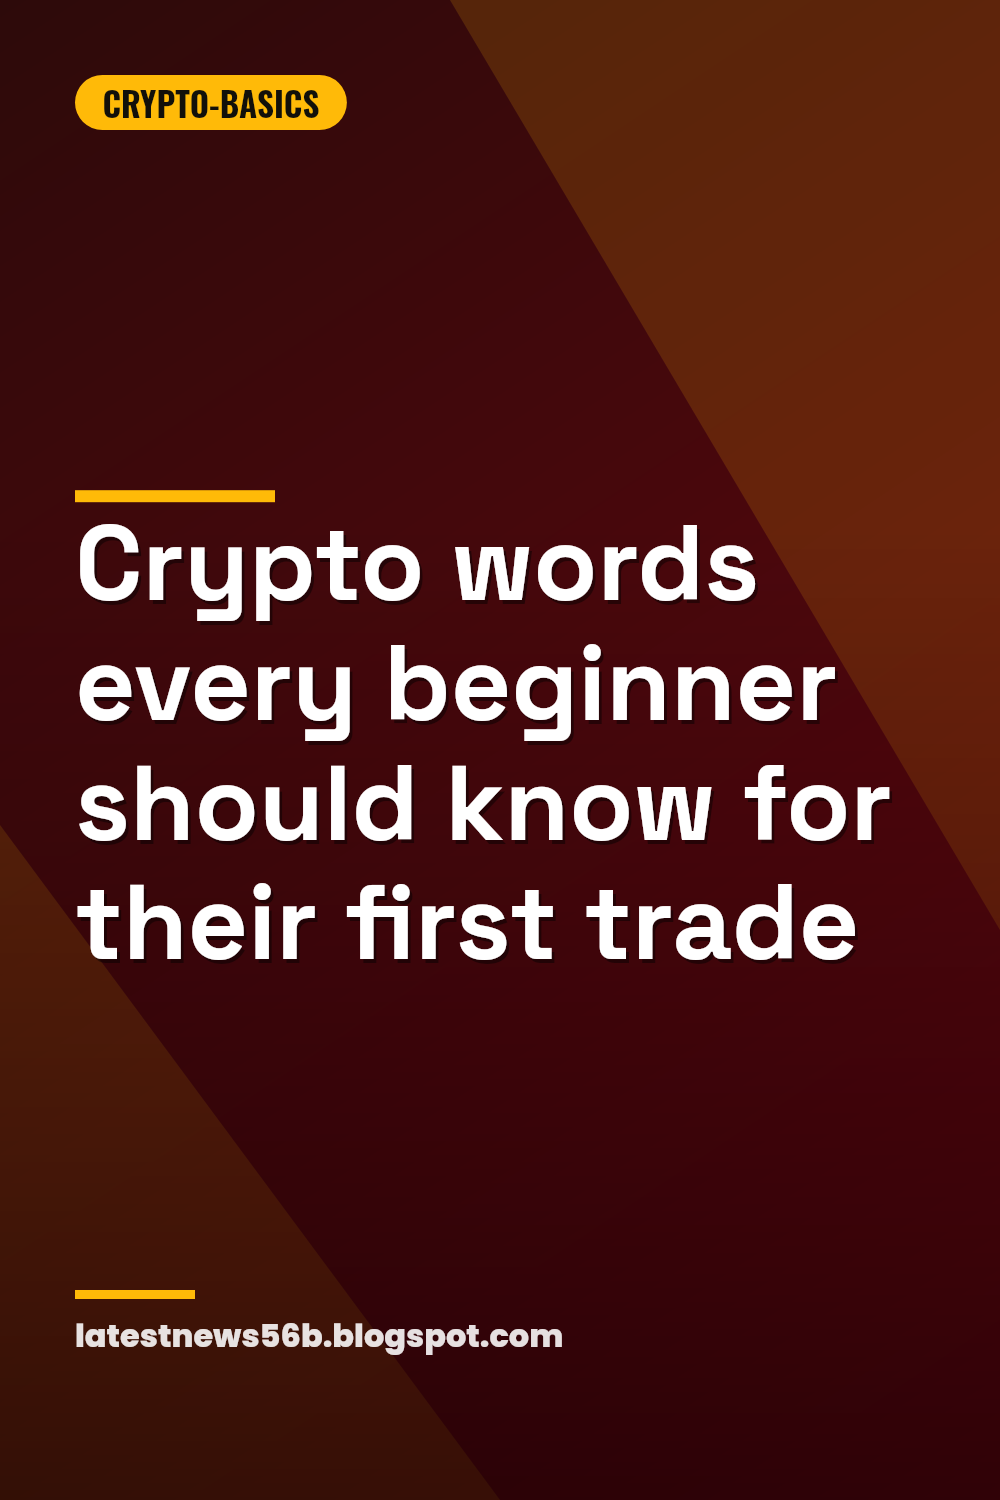 CRYPTO-BASICS
Crypto words
every beginner
should know for
their first trade
latestnews56b.blogspot.com